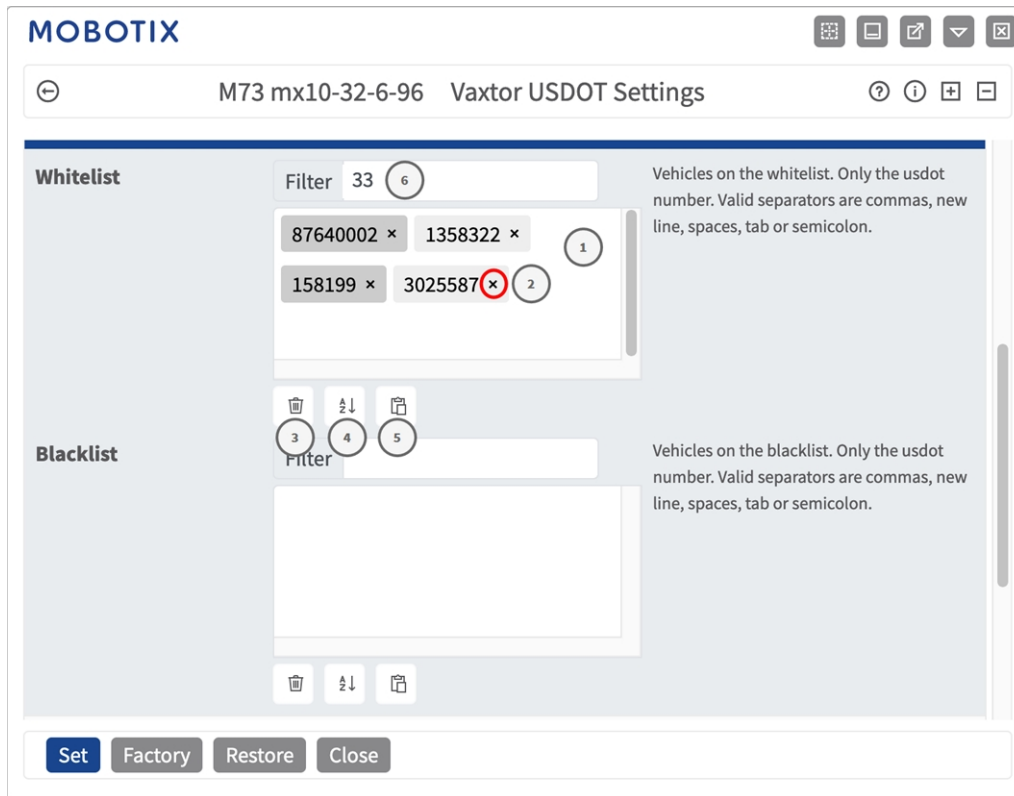 MOBOTIX
M73 mx10-32-6-96 Vaxtor USDOT Settings
Whitelist
Filter 33 6
Vehicles on the whitelist. Only the usdot
number. Valid separators are commas, new
line, spaces, tab or semicolon.
87640002 × 1358322 ×
1
158199 × 3025587 × 2
3 4 5
Blacklist
Filter
Vehicles on the blacklist. Only the usdot
number. Valid separators are commas, new
line, spaces, tab or semicolon.
Set Factory Restore Close